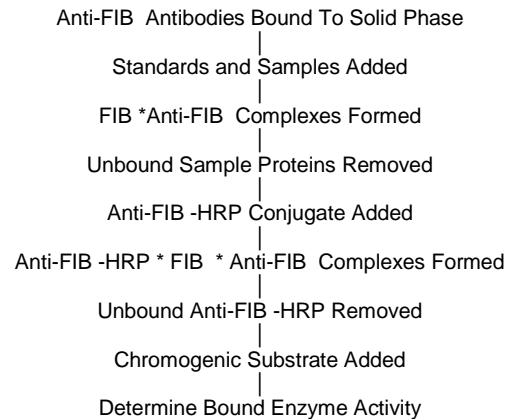 Anti-FIB Antibodies Bound To Solid Phase
Standards and Samples Added
FIB *Anti-FIB Complexes Formed
Unbound Sample Proteins Removed
Anti-FIB -HRP Conjugate Added
Anti-FIB -HRP * FIB * Anti-FIB Complexes Formed
Unbound Anti-FIB -HRP Removed
Chromogenic Substrate Added
Determine Bound Enzyme Activity